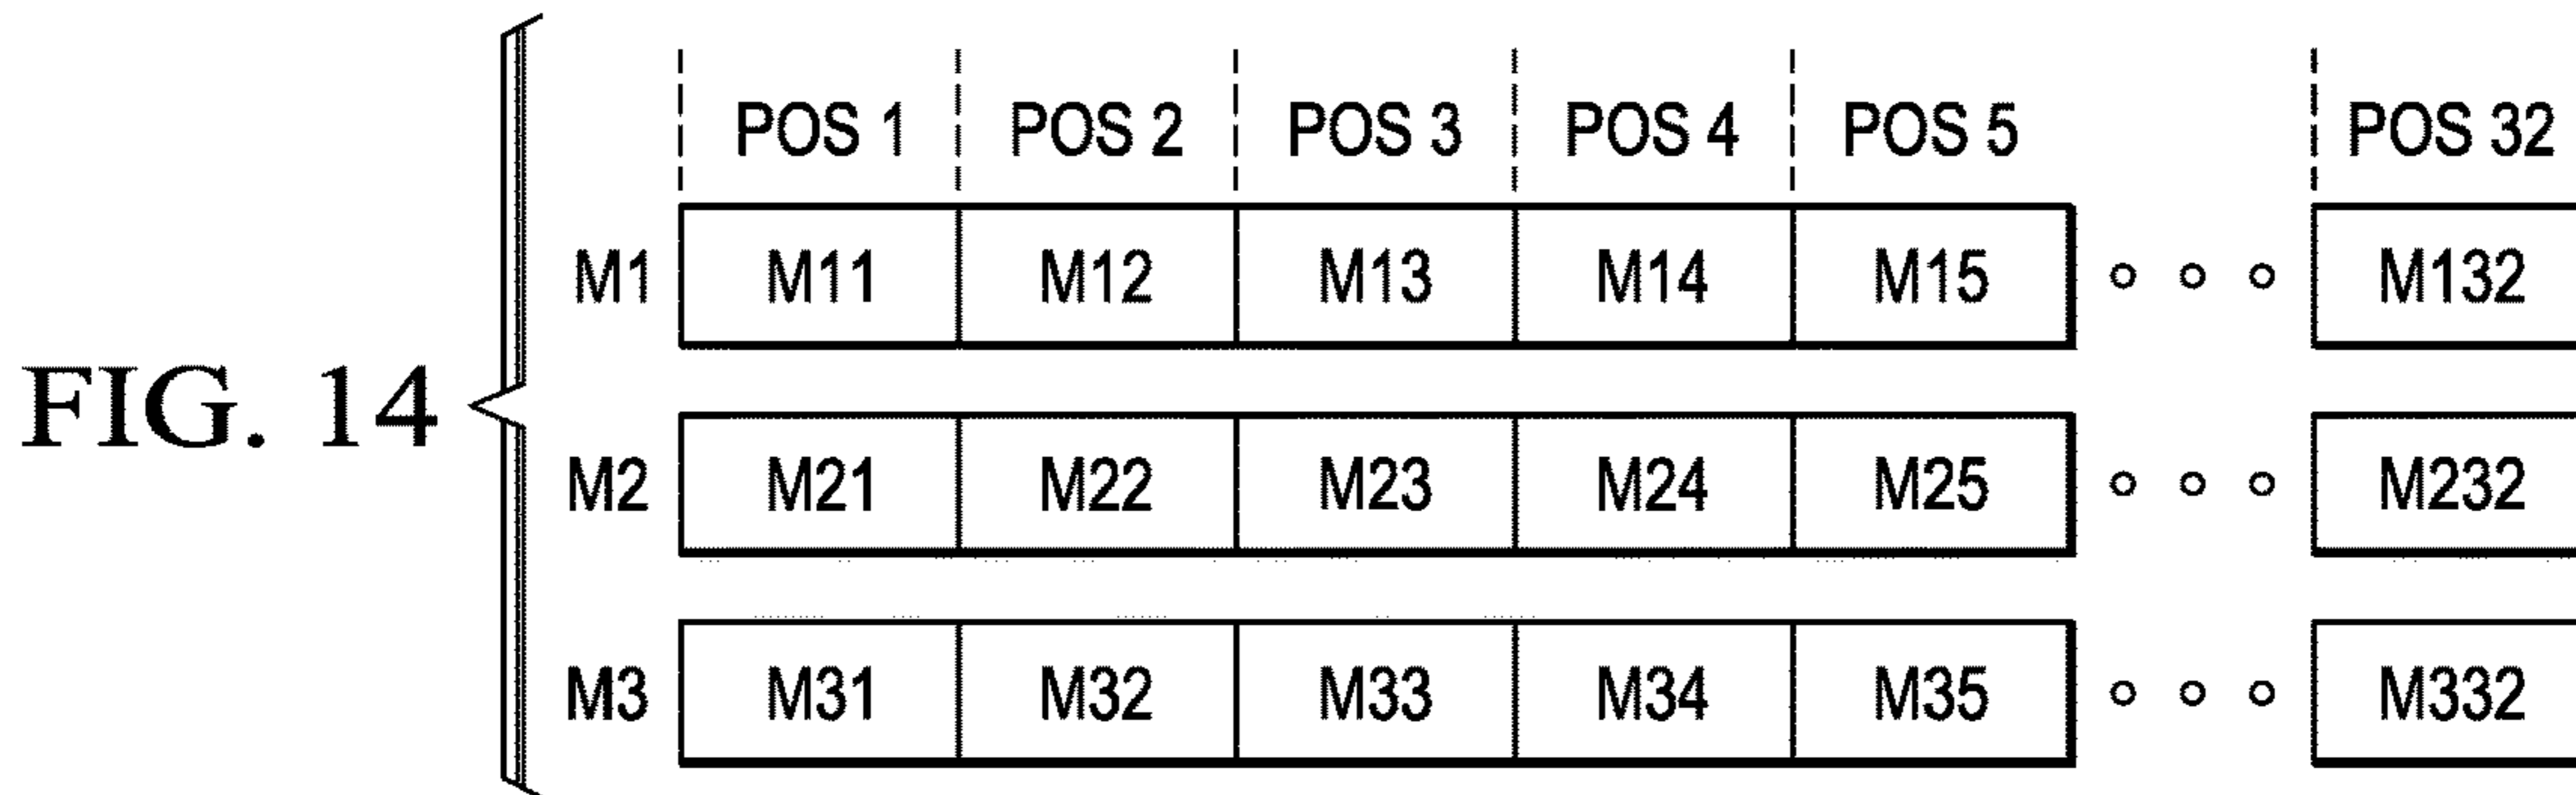 POS 1 POS 2 POS 3 POS 4 POS 5 POS 32
M1 M11 M12 M13 M14 M15 M132
FIG. 14
M2 M21 M22 M23 M24 M25 M232
M3 M31 M32 M33 M34 M35 M332